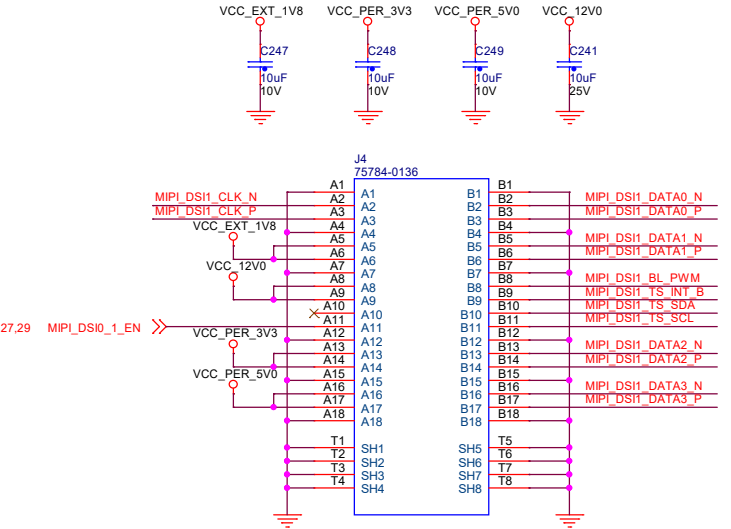 VCC_EXT_1V8 VCC_PER_3V3 VCC_PER_5V0 VCC_12V0
C247 C248 C249 C241
10uF 10uF 10uF 10uF
10V 10V 10V 25V
J4
75784-0136
A1 A1 B1 B1
MIPI_DSI1_CLK_N A2 A2 B2 B2 MIPI_DSI1_DATA0_N
MIPI_DSI1_CLK_P A3 A3 B3 B3 MIPI_DSI1_DATA0_P
VCC_EXT_1V8 A4 A4 B4 B4
A5 A5 B5 B5 MIPI_DSI1_DATA1_N
A6 A6 B6 B6 MIPI_DSI1_DATA1_P
VCC_12V0 A7 A7 B7 B7
A8 A8 B8 B8 MIPI_DSI1_BL_PWM
A9 A9 B9 B9 MIPI_DSI1_TS_INT_B
A10 A10 B10 B10 MIPI_DSI1_TS_SDA
27,29 MIPI_DSI0_1_EN A11 A11 B11 B11 MIPI_DSI1_TS_SCL
VCC_PER_3V3 A12 A12 B12 B12
A13 A13 B13 B13 MIPI_DSI1_DATA2_N
A14 A14 B14 B14 MIPI_DSI1_DATA2_P
VCC_PER_5V0 A15 A15 B15 B15
A16 A16 B16 B16 MIPI_DSI1_DATA3_N
A17 A17 B17 B17 MIPI_DSI1_DATA3_P
A18 A18 B18 B18
T1 SH1 SH5 T5
T2 SH2 SH6 T6
T3 SH3 SH7 T7
T4 SH4 SH8 T8